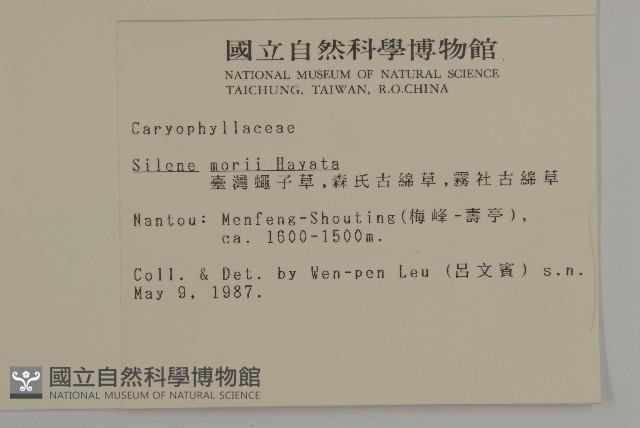 國立自然科學博物館
NATIONAL MUSEUM OF NATURAL SCIENCE
TAICHUNG, TAIWAN, R.O.CHINA
Caryophyllaceae
Silene morii Hayata
臺灣蠅子草,森氏古綿草,霧社古綿草
Nantou: Menfeng-Shouting(梅峰-壽亭),
ca. 1600-1500m.
Coll. & Det. by Wen-pen Leu (呂文賓) s.n.
May 9, 1987.
國立自然科學博物館
NATIONAL MUSEUM OF NATURAL SCIENCE